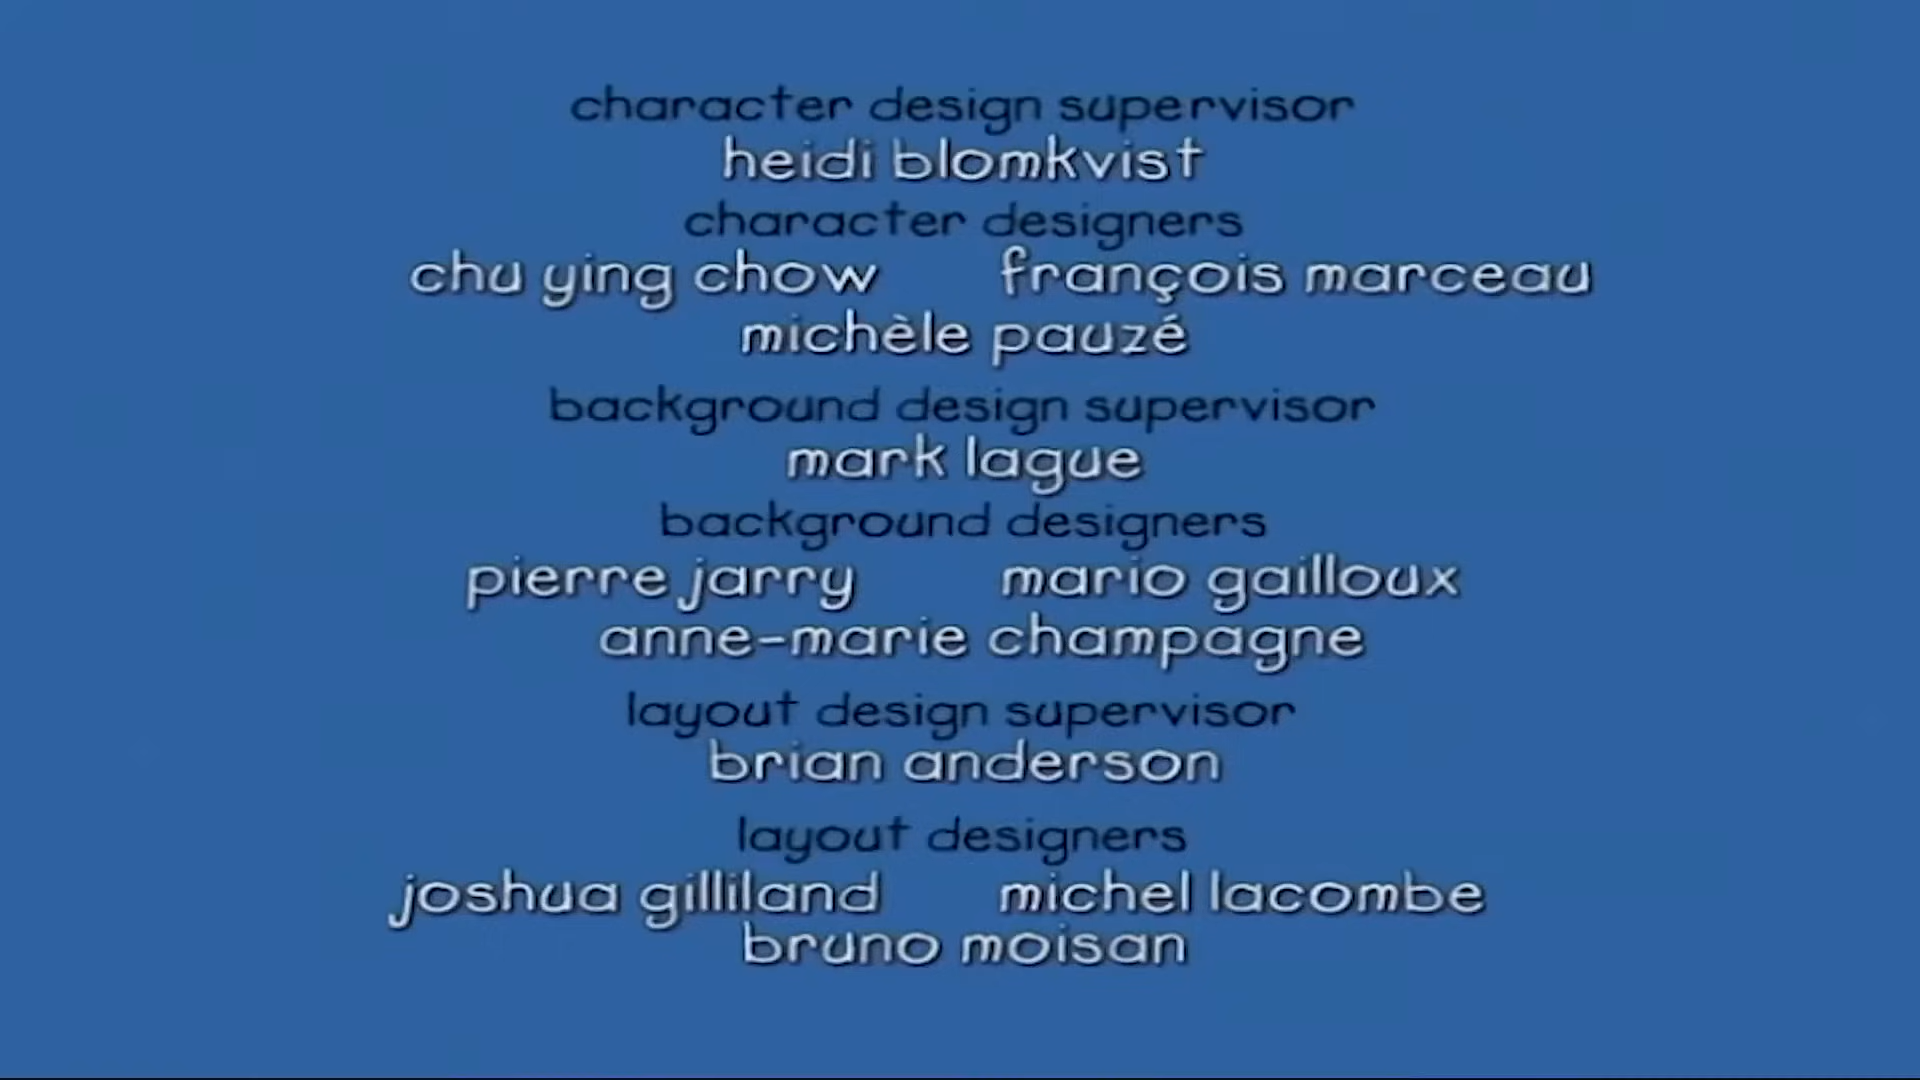 character design supervisor
heidi blomkvist
character designers
chu ying chow françois marceau
michèle pauzé
background design supervisor
mark lague
background designers
pierre jarry mario gailloux
anne-marie champagne
layout design supervisor
brian anderson
layout designers
joshua gilliland michel lacombe
bruno moisan